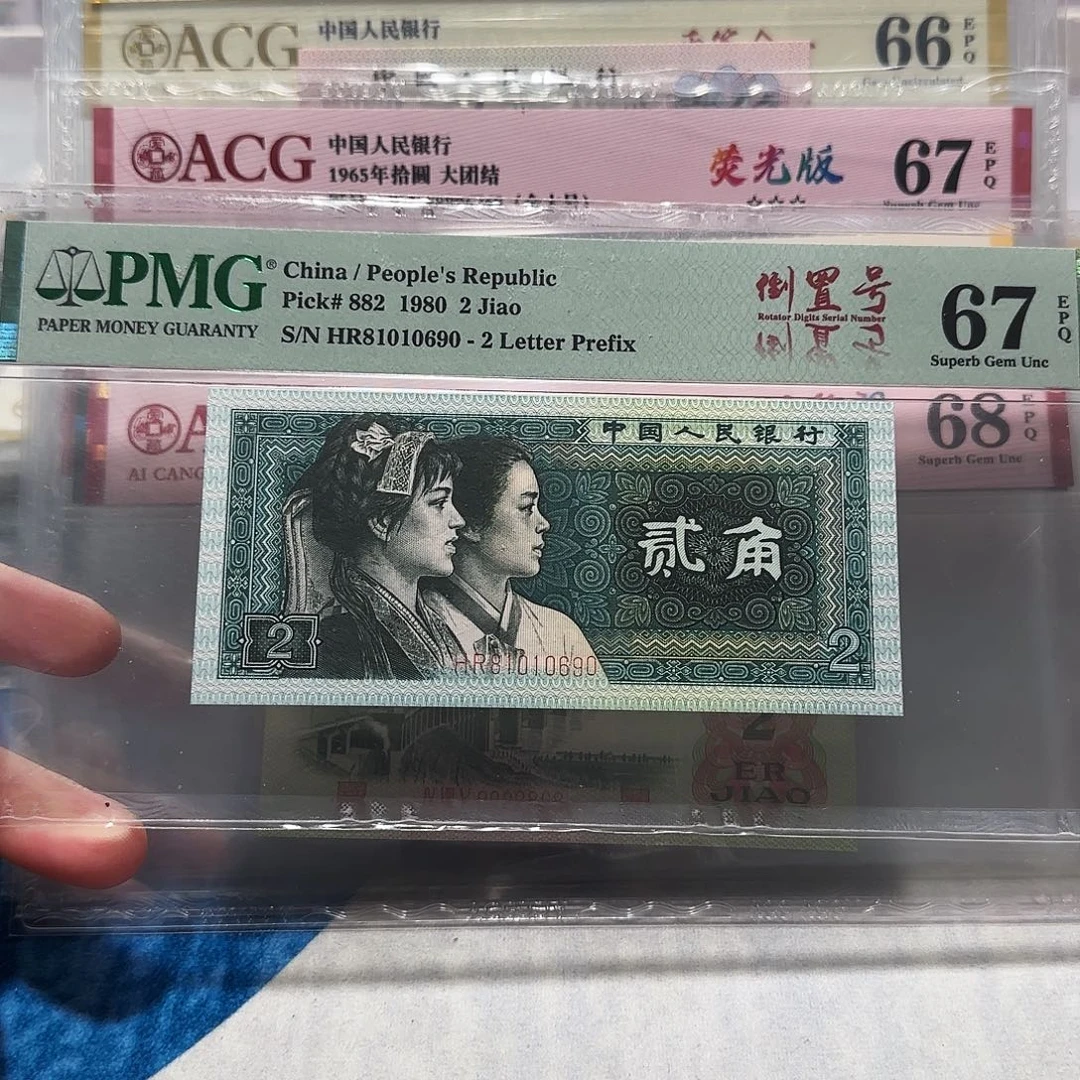 ACG 中国人民银行
66 EPQ
ACG 中国人民银行
1965年拾圆 大团结
荧光版
☆☆☆
67 EPQ
Superb Gem Unc
PMG®
PAPER MONEY GUARANTY
China / People's Republic
Pick# 882 1980 2 Jiao
S/N HR81010690 - 2 Letter Prefix
倒置号
Rotator Digits Serial Number
67 EPQ
Superb Gem Unc
68 EPQ
Superb Gem Unc
AI CANG
中国人民银行
贰角
2
HR81010690
2
2
ER
JIAO